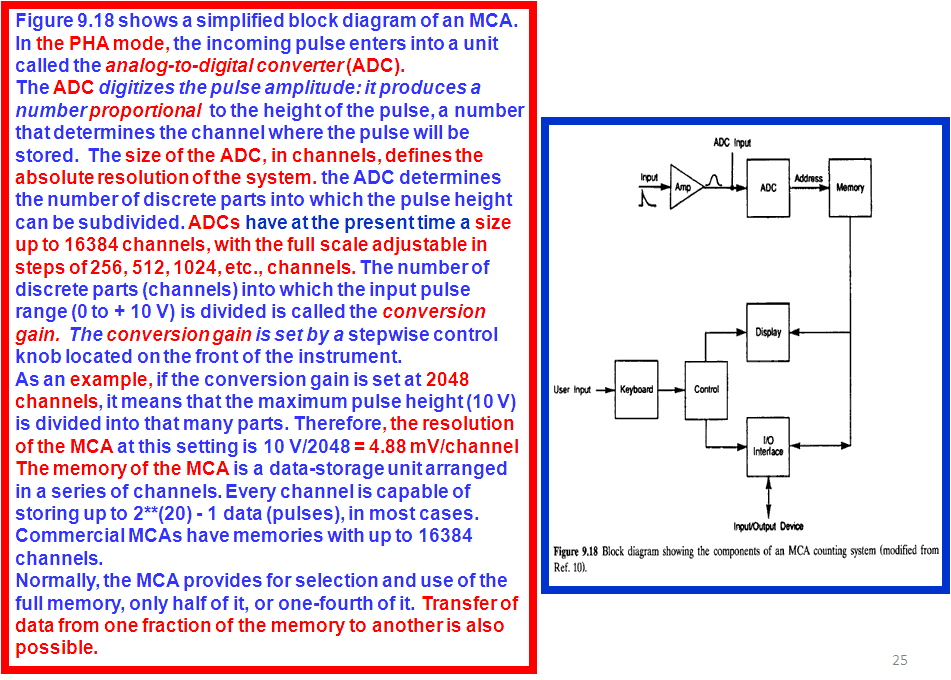 Figure 9.18 shows a simplified block diagram of an MCA.
In the PHA mode, the incoming pulse enters into a unit
called the analog-to-digital converter (ADC).
The ADC digitizes the pulse amplitude: it produces a
number proportional to the height of the pulse, a number
that determines the channel where the pulse will be
stored. The size of the ADC, in channels, defines the
absolute resolution of the system. the ADC determines
the number of discrete parts into which the pulse height
can be subdivided. ADCs have at the present time a size
up to 16384 channels, with the full scale adjustable in
steps of 256, 512, 1024, etc., channels. The number of
discrete parts (channels) into which the input pulse
range (0 to + 10 V) is divided is called the conversion
gain. The conversion gain is set by a stepwise control
knob located on the front of the instrument.
As an example, if the conversion gain is set at 2048
channels, it means that the maximum pulse height (10 V)
is divided into that many parts. Therefore, the resolution
of the MCA at this setting is 10 V/2048 = 4.88 mV/channel
The memory of the MCA is a data-storage unit arranged
in a series of channels. Every channel is capable of
storing up to 2**(20) - 1 data (pulses), in most cases.
Commercial MCAs have memories with up to 16384
channels.
Normally, the MCA provides for selection and use of the
full memory, only half of it, or one-fourth of it. Transfer of
data from one fraction of the memory to another is also
possible.
ADC Input
Input
Amp
ADC
Address
Memory
Display
User Input
Keyboard
Control
I/O
Interface
Input/Output Device
Figure 9.18 Block diagram showing the components of an MCA counting system (modified from
Ref. 10).
25